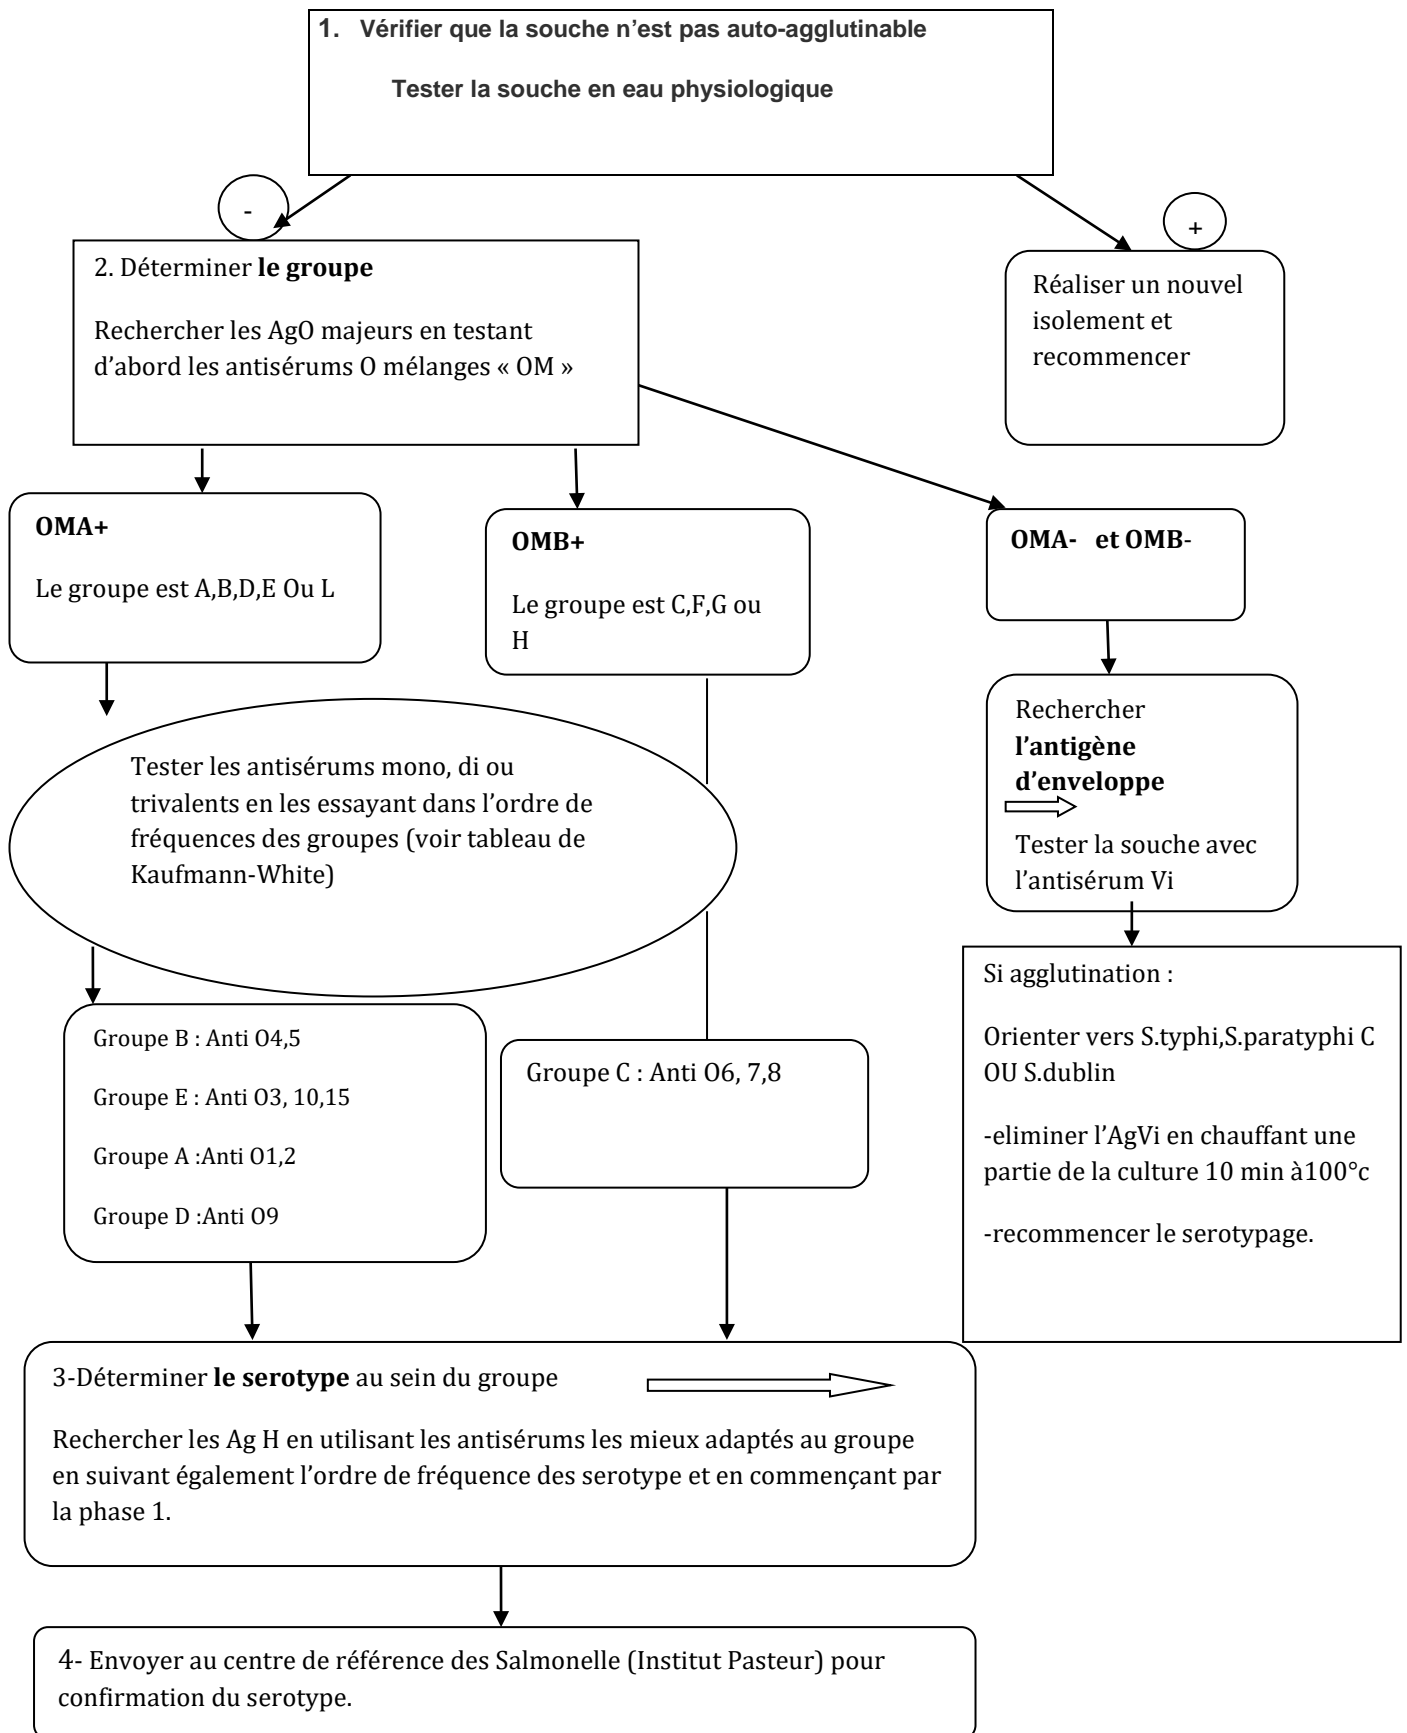 1. Vérifier que la souche n’est pas auto-agglutinable
Tester la souche en eau physiologique
-
+
2. Déterminer le groupe
Rechercher les AgO majeurs en testant
d’abord les antisérums O mélanges « OM »
Réaliser un nouvel
isolement et
recommencer
OMA+
Le groupe est A,B,D,E Ou L
OMB+
Le groupe est C,F,G ou
H
OMA- et OMB-
Rechercher
l’antigène
d’enveloppe
Tester la souche avec
l’antisérum Vi
Tester les antisérums mono, di ou
trivalents en les essayant dans l’ordre de
fréquences des groupes (voir tableau de
Kaufmann-White)
Si agglutination :
Orienter vers S.typhi,S.paratyphi C
OU S.dublin
-eliminer l’AgVi en chauffant une
partie de la culture 10 min à100°c
-recommencer le serotypage.
Groupe B : Anti O4,5
Groupe E : Anti O3, 10,15
Groupe A :Anti O1,2
Groupe D :Anti O9
Groupe C : Anti O6, 7,8
3-Déterminer le serotype au sein du groupe
Rechercher les Ag H en utilisant les antisérums les mieux adaptés au groupe
en suivant également l’ordre de fréquence des serotype et en commençant par
la phase 1.
4- Envoyer au centre de référence des Salmonelle (Institut Pasteur) pour
confirmation du serotype.